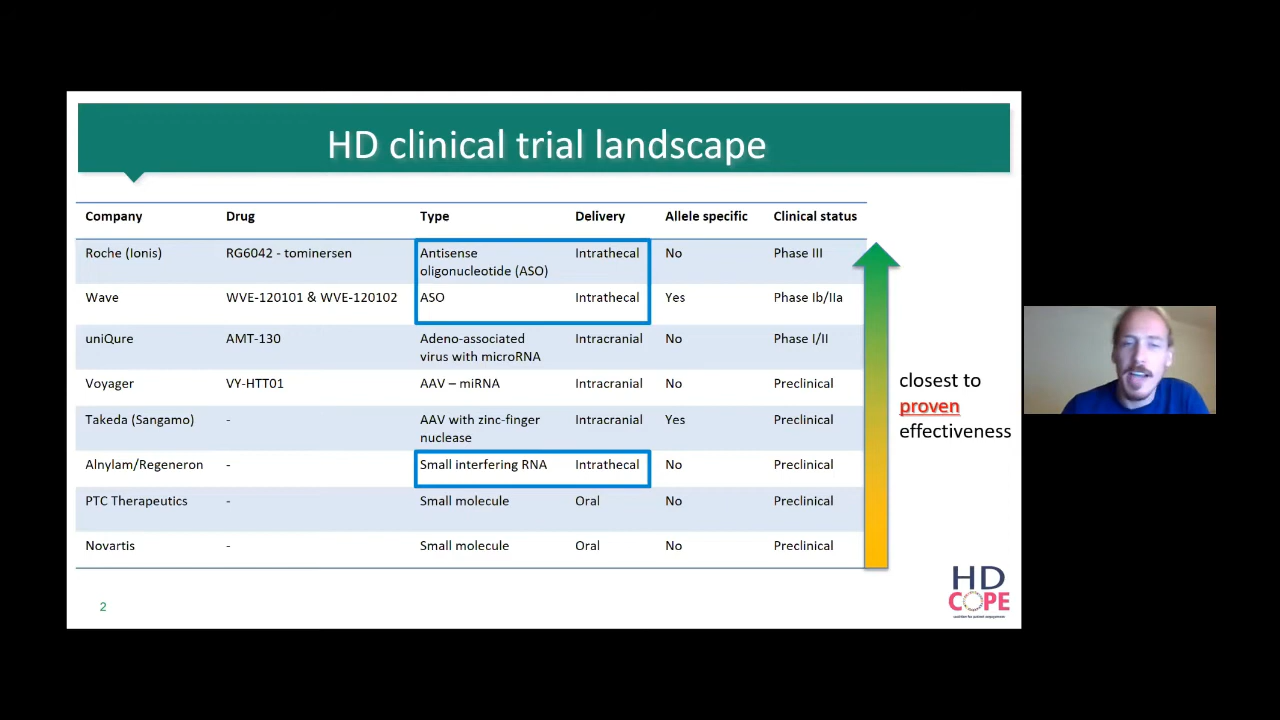 HD clinical trial landscape
Company Drug Type Delivery Allele specific Clinical status
Roche (Ionis) RG6042 - tominersen Antisense Intrathecal No Phase III
oligonucleotide (ASO)
Wave WVE-120101 & WVE-120102 ASO Intrathecal Yes Phase Ib/IIa
uniQure AMT-130 Adeno-associated Intracranial No Phase I/II
virus with microRNA
Voyager VY-HTT01 AAV – miRNA Intracranial No Preclinical
Takeda (Sangamo) - AAV with zinc-finger Intracranial Yes Preclinical
nuclease
Alnylam/Regeneron - Small interfering RNA Intrathecal No Preclinical
PTC Therapeutics - Small molecule Oral No Preclinical
Novartis - Small molecule Oral No Preclinical
closest to
proven
effectiveness
HD
COPE
coalition for patient engagement
2